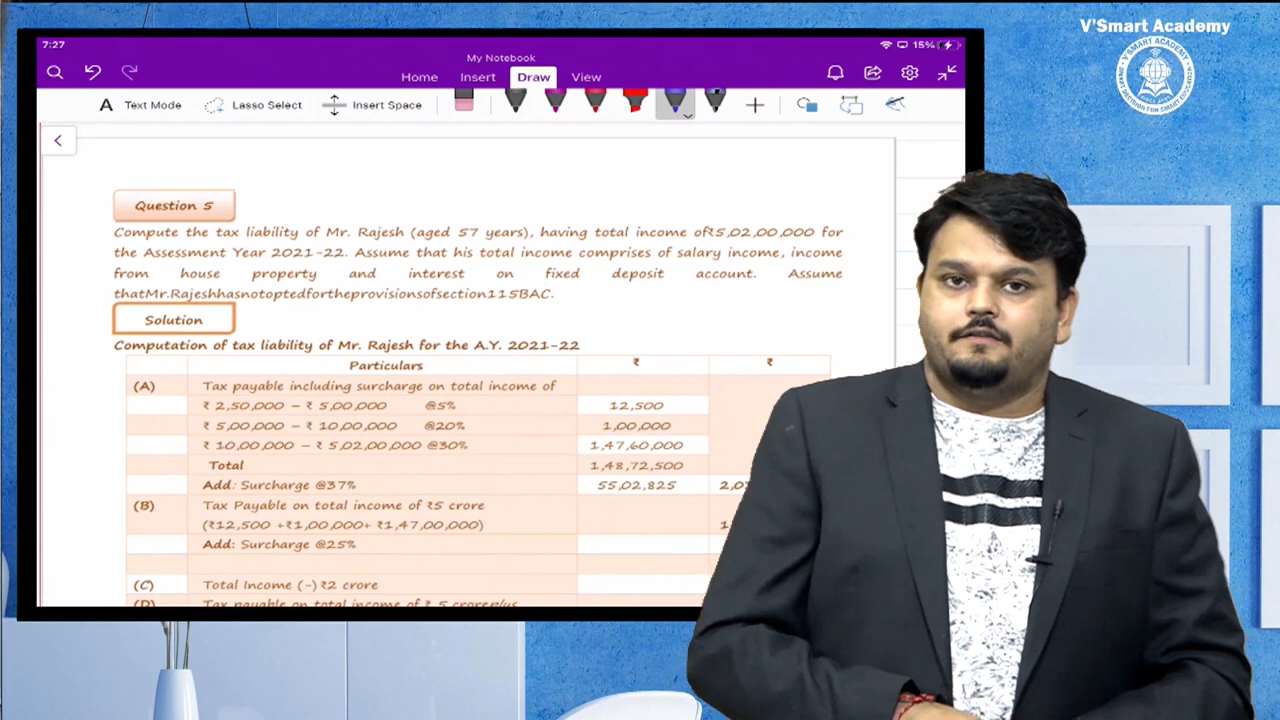 V'Smart Academy
7:27
15%
My Notebook
Home Insert Draw View
Text Mode Lasso Select Insert Space
Question 5
Compute the tax liability of Mr. Rajesh (aged 57 years), having total income of₹5,02,00,000 for
the Assessment Year 2021-22. Assume that his total income comprises of salary income, income
from house property and interest on fixed deposit account. Assume
thatMr.Rajeshhasnotoptedfortheprovisionsofsection115BAC.
Solution
Computation of tax liability of Mr. Rajesh for the A.Y. 2021-22
Particulars ₹ ₹
(A) Tax payable including surcharge on total income of
₹ 2,50,000 – ₹ 5,00,000 @5% 12,500
₹ 5,00,000 – ₹ 10,00,000 @20% 1,00,000
₹ 10,00,000 – ₹ 5,02,00,000 @30% 1,47,60,000
Total 1,48,72,500
Add: Surcharge @37% 55,02,825
(B) Tax Payable on total income of ₹5 crore
(₹12,500 +₹1,00,000+ ₹1,47,00,000)
Add: Surcharge @25%
(C) Total Income (-) ₹2 crore
(D) Tax payable on total income of ₹ 5 crore